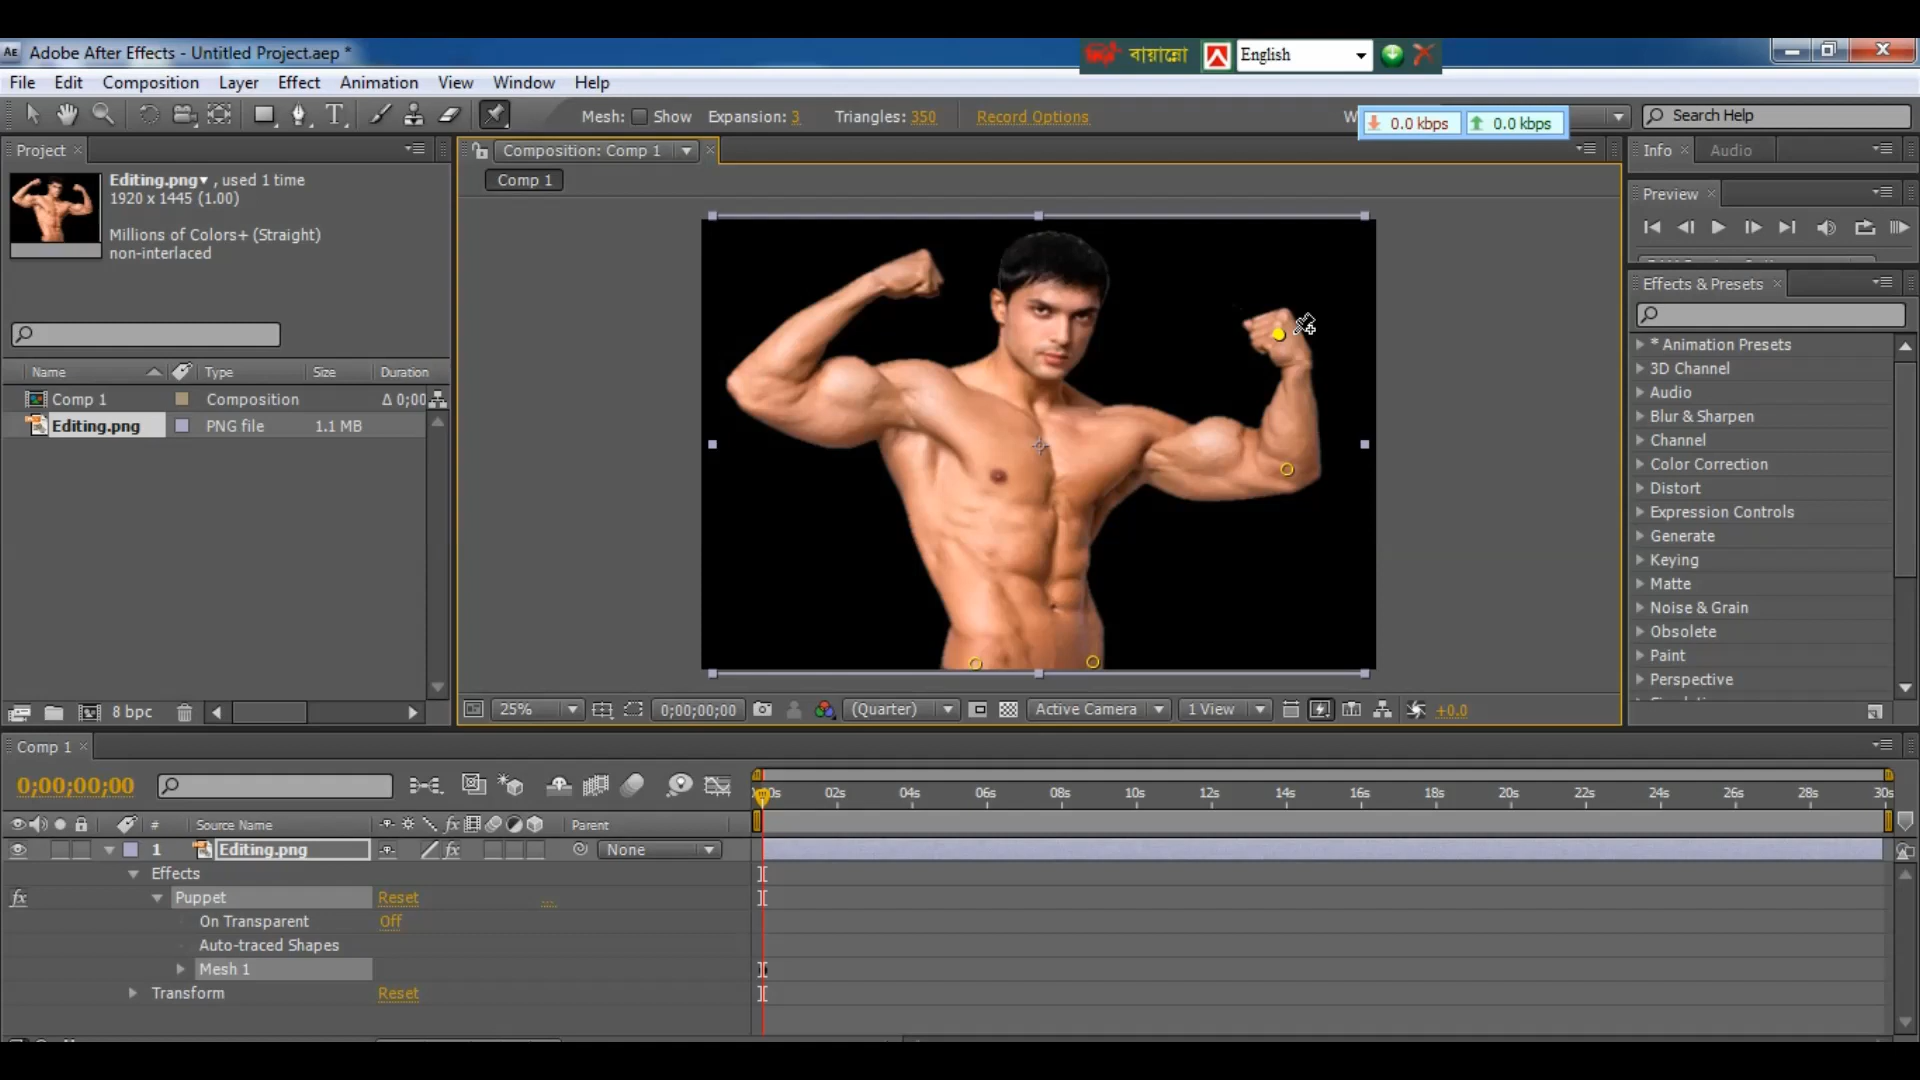 AE Adobe After Effects - Untitled Project.aep *
বায়ান্নো English
File Edit Composition Layer Effect Animation View Window Help
Mesh: Show Expansion: 3 Triangles: 350 Record Options
0.0 kbps 0.0 kbps
Search Help
Project
Editing.png▾ , used 1 time
1920 x 1445 (1.00)
Millions of Colors+ (Straight)
non-interlaced
Name Type Size Duration
Comp 1 Composition Δ 0;00
Editing.png PNG file 1.1 MB
8 bpc
Composition: Comp 1
Comp 1
25% 0;00;00;00 (Quarter) Active Camera 1 View +0.0
Info Audio
Preview
Effects & Presets
* Animation Presets
3D Channel
Audio
Blur & Sharpen
Channel
Color Correction
Distort
Expression Controls
Generate
Keying
Matte
Noise & Grain
Obsolete
Paint
Perspective
Comp 1
0;00;00;00
02s 04s 06s 08s 10s 12s 14s 16s 18s 20s 22s 24s 26s 28s 30s
# Source Name Parent
1 Editing.png None
Effects
Puppet Reset ...
On Transparent Off
Auto-traced Shapes
Mesh 1
Transform Reset